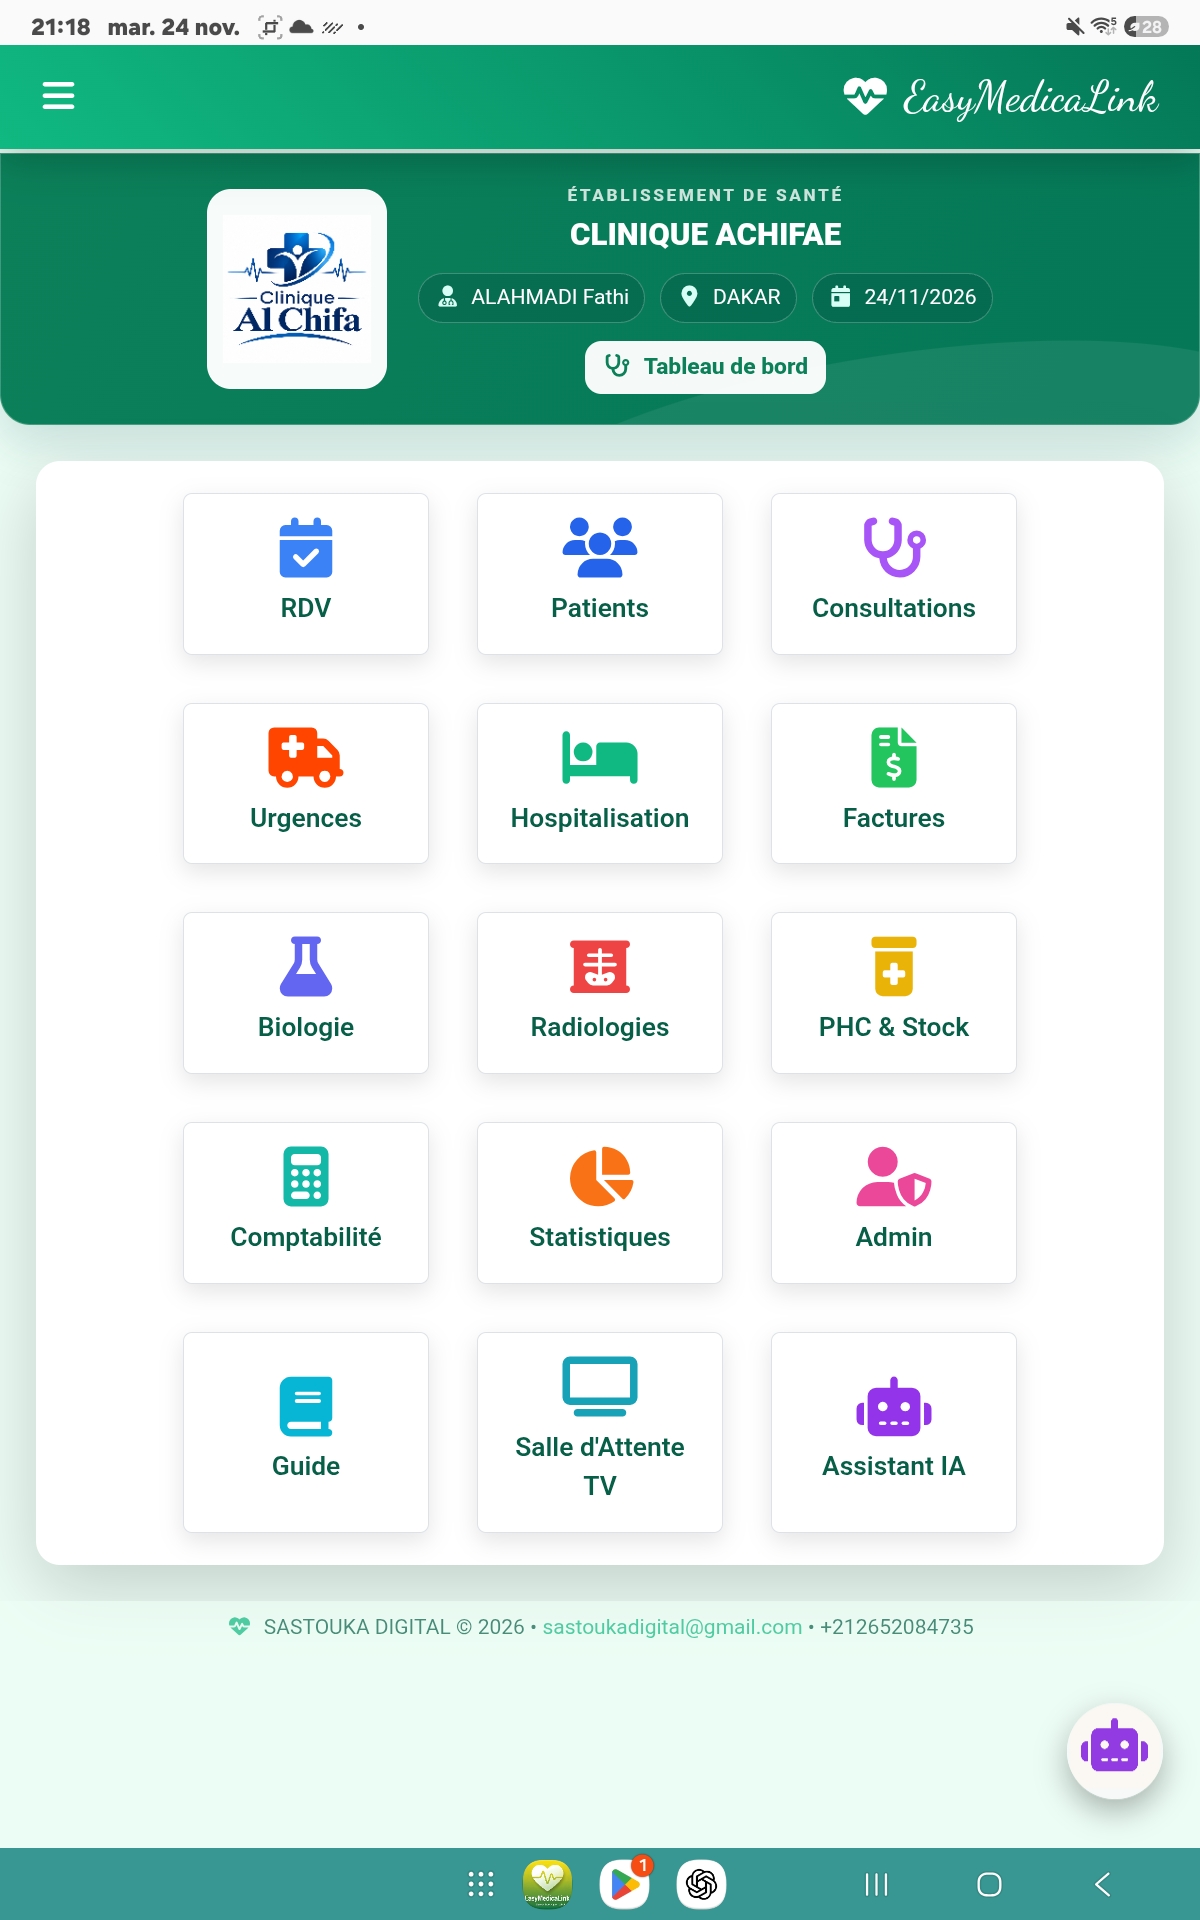 21:18 mar. 24 nov.
5
28
EasyMedicaLink
ÉTABLISSEMENT DE SANTÉ
CLINIQUE ACHIFAE
Clinique
Al Chifa
ALAHMADI Fathi
DAKAR
24/11/2026
Tableau de bord
RDV
Patients
Consultations
Urgences
Hospitalisation
Factures
Biologie
Radiologies
PHC & Stock
Comptabilité
Statistiques
Admin
Guide
Salle d'Attente
TV
Assistant IA
SASTOUKA DIGITAL © 2026 • sastoukadigital@gmail.com • +212652084735
EasyMedicaLink
1